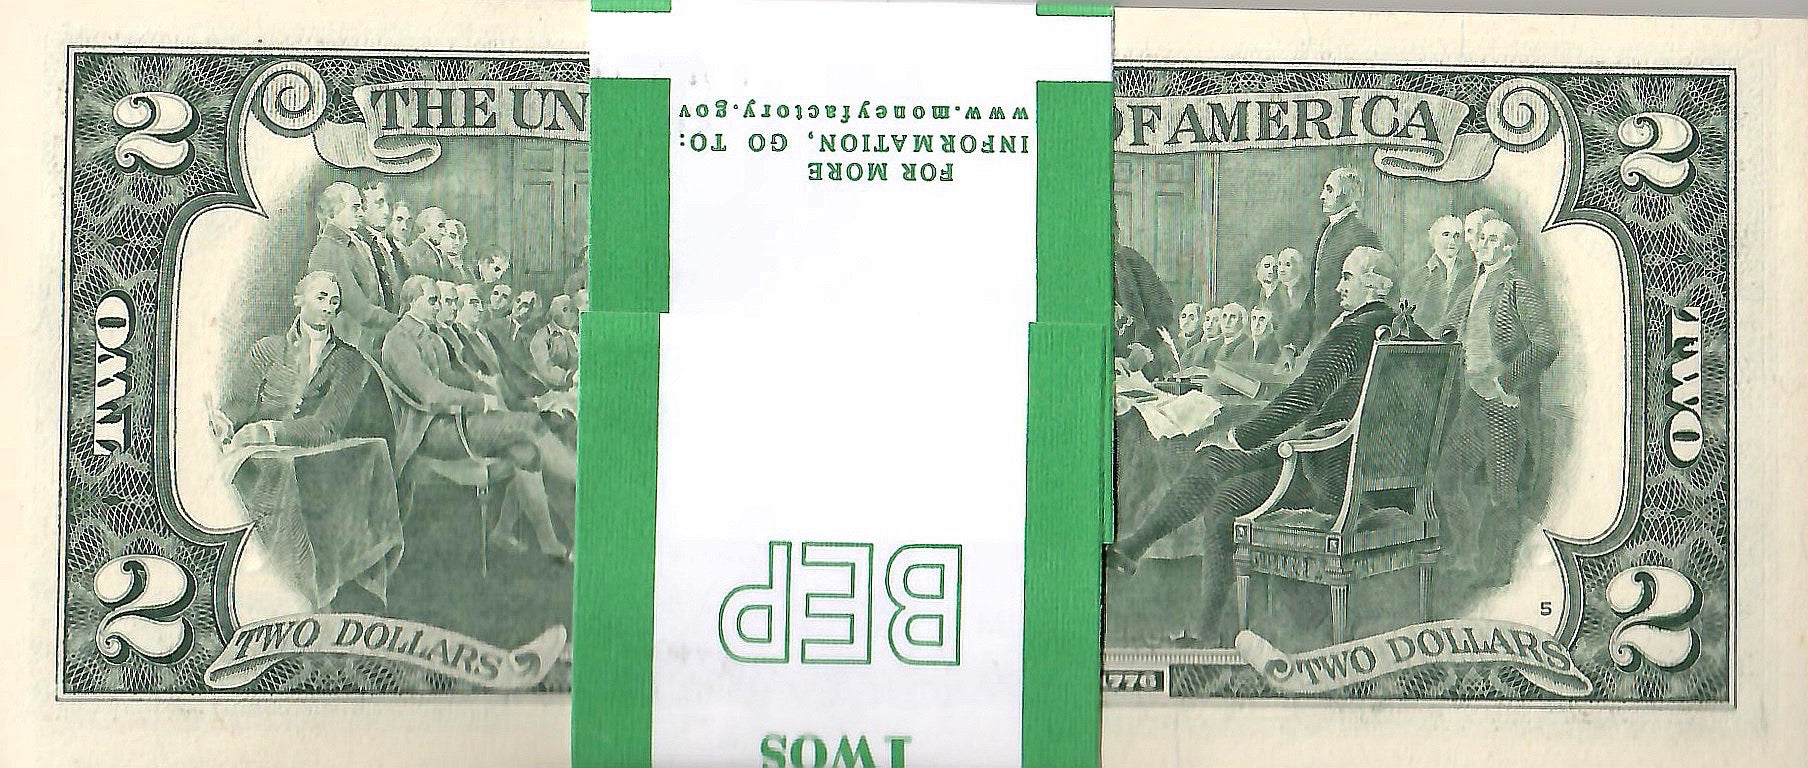 THE UN
OF AMERICA
2
2
TWO
TWO
2
2
TWO DOLLARS
TWO DOLLARS
5
1776
FOR MORE
INFORMATION, GO TO:
www.moneyfactory.gov
BEP
TWOS